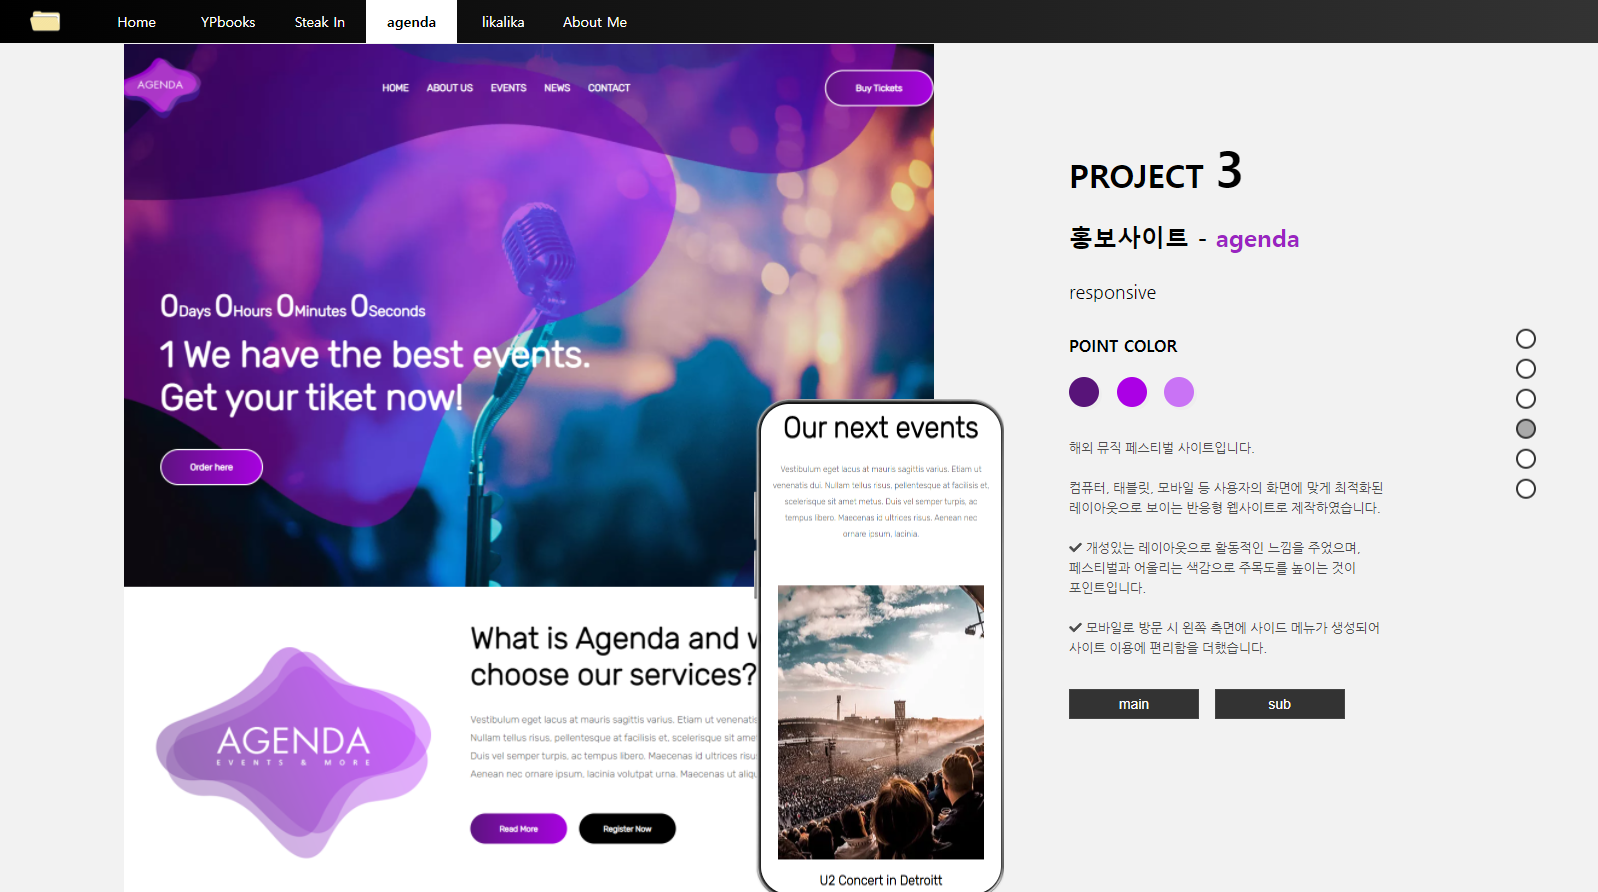 Home YPbooks Steak In agenda likalika About Me
AGENDA
HOME ABOUT US EVENTS NEWS CONTACT
Buy Tickets
0Days 0Hours 0Minutes 0Seconds
1 We have the best events.
Get your tiket now!
Order here
What is Agenda and
choose our services?
Vestibulum eget lacus at mauris sagittis varius. Etiam ut venenatis
Nullam tellus risus, pellentesque at facilisis et, scelerisque sit
Duis vel semper turpis, ac tempus libero. Maecenas id ultrices
Aenean nec ornare ipsum, lacinia volutpat urna. Maecenas ut
Read More Register Now
AGENDA
EVENTS & MORE
Our next events
Vestibulum eget lacus at mauris sagittis varius. Etiam ut
venenatis dui. Nullam tellus risus, pellentesque at facilisis et,
scelerisque sit amet metus. Duis vel semper turpis, ac
tempus libero. Maecenas id ultrices risus. Aenean nec
ornare ipsum, lacinia.
U2 Concert in Detroitt
PROJECT 3
홍보사이트 - agenda
responsive
POINT COLOR
해외 뮤직 페스티벌 사이트입니다.
컴퓨터, 태블릿, 모바일 등 사용자의 화면에 맞게 최적화된
레이아웃으로 보이는 반응형 웹사이트로 제작하였습니다.
✔ 개성있는 레이아웃으로 활동적인 느낌을 주었으며,
페스티벌과 어울리는 색감으로 주목도를 높이는 것이
포인트입니다.
✔ 모바일로 방문 시 왼쪽 측면에 사이드 메뉴가 생성되어
사이트 이용에 편리함을 더했습니다.
main sub